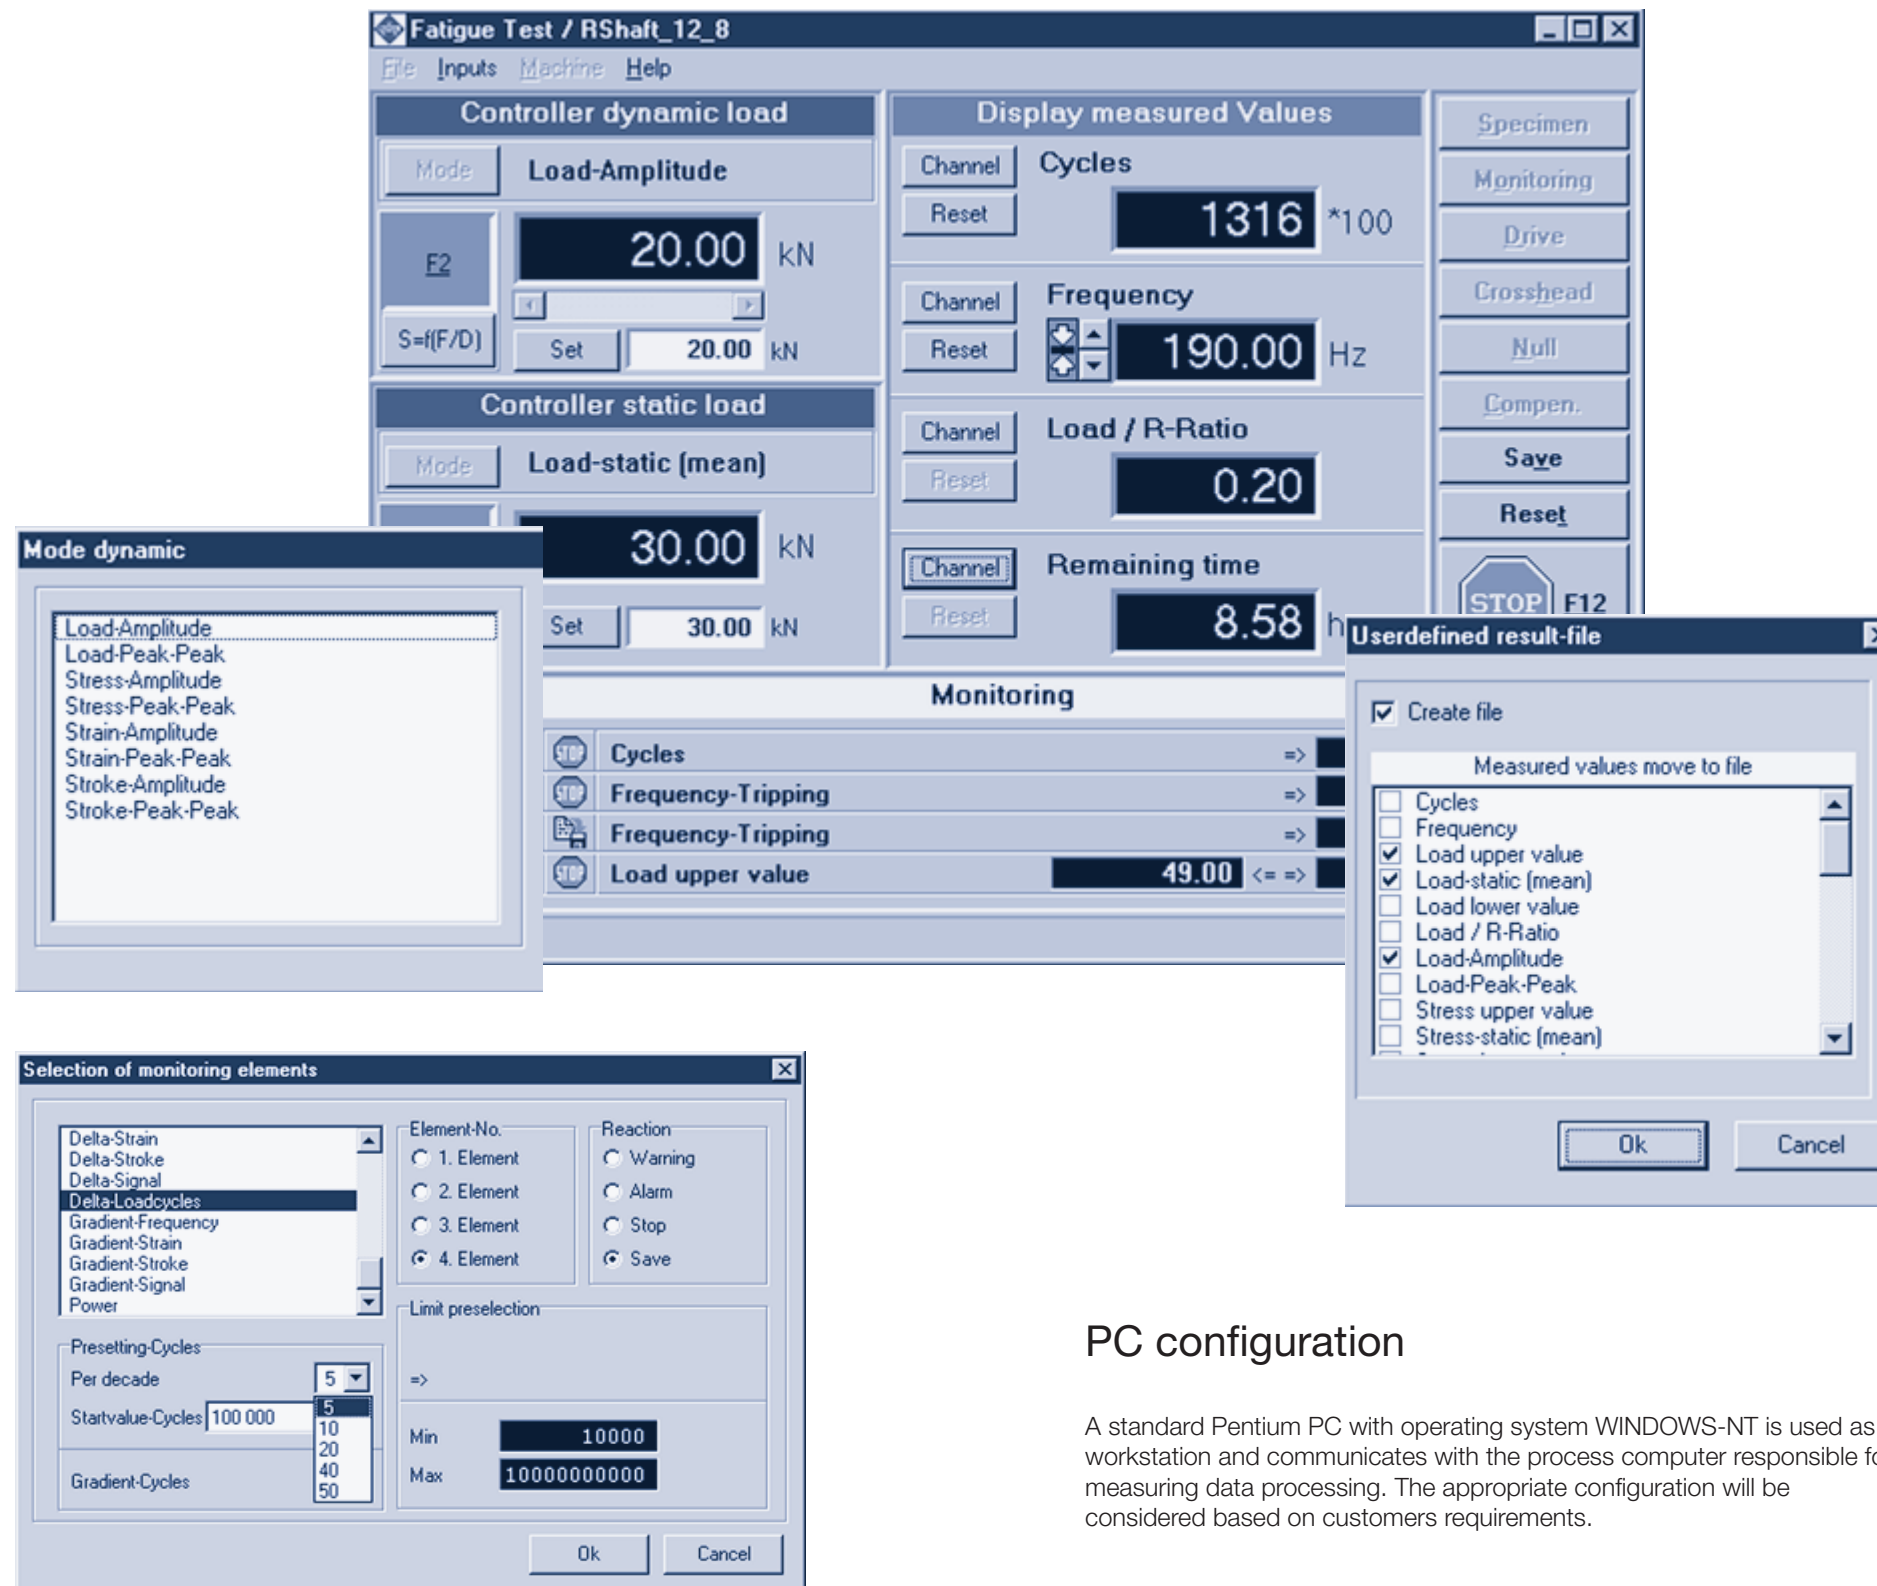 Fatigue Test / RShaft_12_8
File Inputs Machine Help
Controller dynamic load
Mode Load-Amplitude
F2
20.00 kN
S=f(F/D)
Set 20.00 kN
Controller static load
Mode Load-static (mean)
30.00 kN
Set 30.00 kN
Display measured Values
Channel Cycles
Reset 1316 *100
Channel Frequency
Reset 190.00 Hz
Channel Load / R-Ratio
Reset 0.20
Channel Remaining time
Reset 8.58 h
Specimen
Monitoring
Drive
Crosshead
Null
Compen.
Save
Reset
STOP F12
Monitoring
STOP Cycles =>
STOP Frequency-Tripping =>
Frequency-Tripping =>
STOP Load upper value 49.00 <= =>
Mode dynamic
Load-Amplitude
Load-Peak-Peak
Stress-Amplitude
Stress-Peak-Peak
Strain-Amplitude
Strain-Peak-Peak
Stroke-Amplitude
Stroke-Peak-Peak
Userdefined result-file
Create file
Measured values move to file
Cycles
Frequency
Load upper value
Load-static (mean)
Load lower value
Load / R-Ratio
Load-Amplitude
Load-Peak-Peak
Stress upper value
Stress-static (mean)
Ok Cancel
Selection of monitoring elements
Delta-Strain
Delta-Stroke
Delta-Signal
Delta-Loadcycles
Gradient-Frequency
Gradient-Strain
Gradient-Stroke
Gradient-Signal
Power
Element-No.
1. Element
2. Element
3. Element
4. Element
Reaction
Warning
Alarm
Stop
Save
Presetting-Cycles
Per decade 5
Startvalue-Cycles 100 000
5
10
20
40
50
Gradient-Cycles
Limit preselection
=>
Min 10000
Max 10000000000
Ok Cancel
PC configuration
A standard Pentium PC with operating system WINDOWS-NT is used as
workstation and communicates with the process computer responsible
measuring data processing. The appropriate configuration will be
considered based on customers requirements.